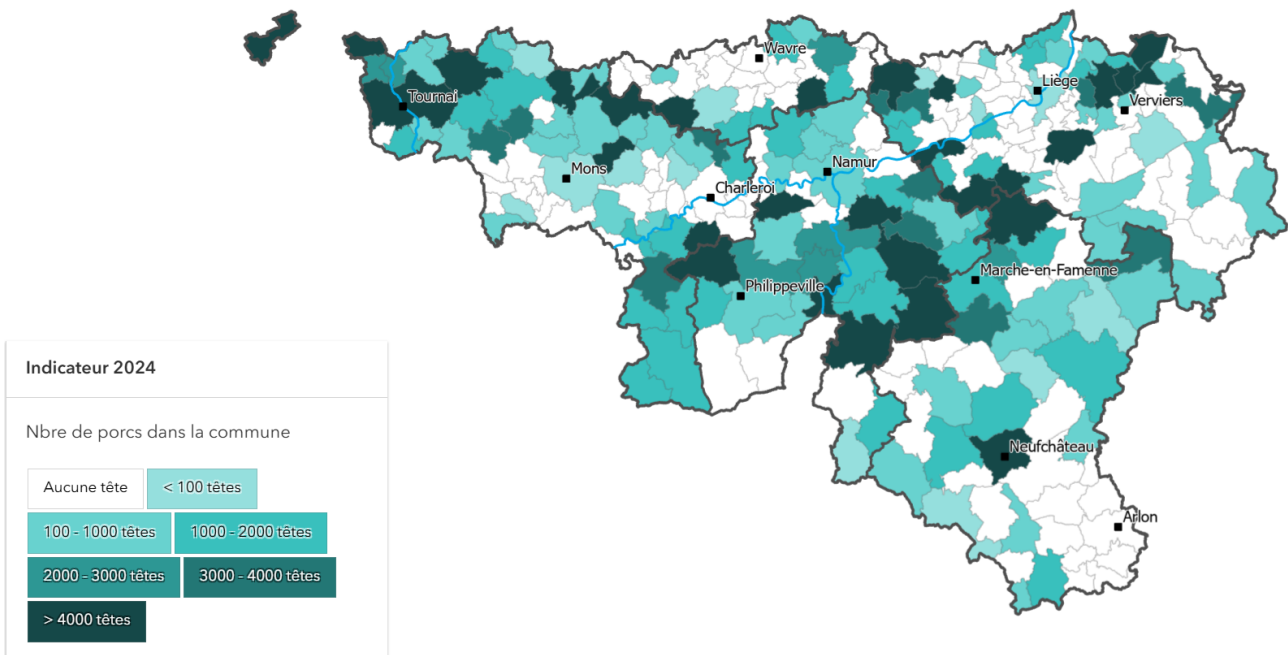 Wavre
Liège
Tournai
Verviers
Namur
Mons
Charleroi
Marche-en-Famenne
Philippeville
Indicateur 2024
Nbre de porcs dans la commune
Aucune tête
< 100 têtes
100 - 1000 têtes
1000 - 2000 têtes
2000 - 3000 têtes
3000 - 4000 têtes
> 4000 têtes
Neufchâteau
Arlon